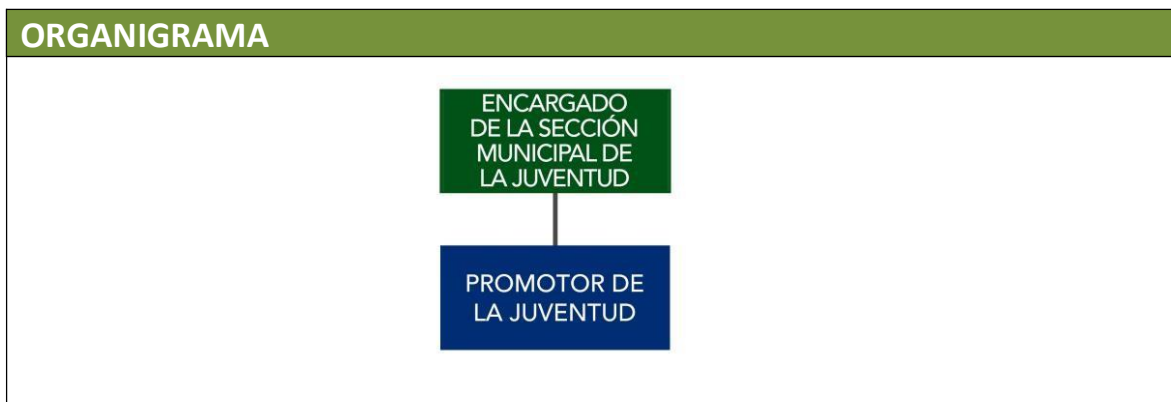 ORGANIGRAMA
ENCARGADO
DE LA SECCIÓN
MUNICIPAL DE
LA JUVENTUD
PROMOTOR DE
LA JUVENTUD